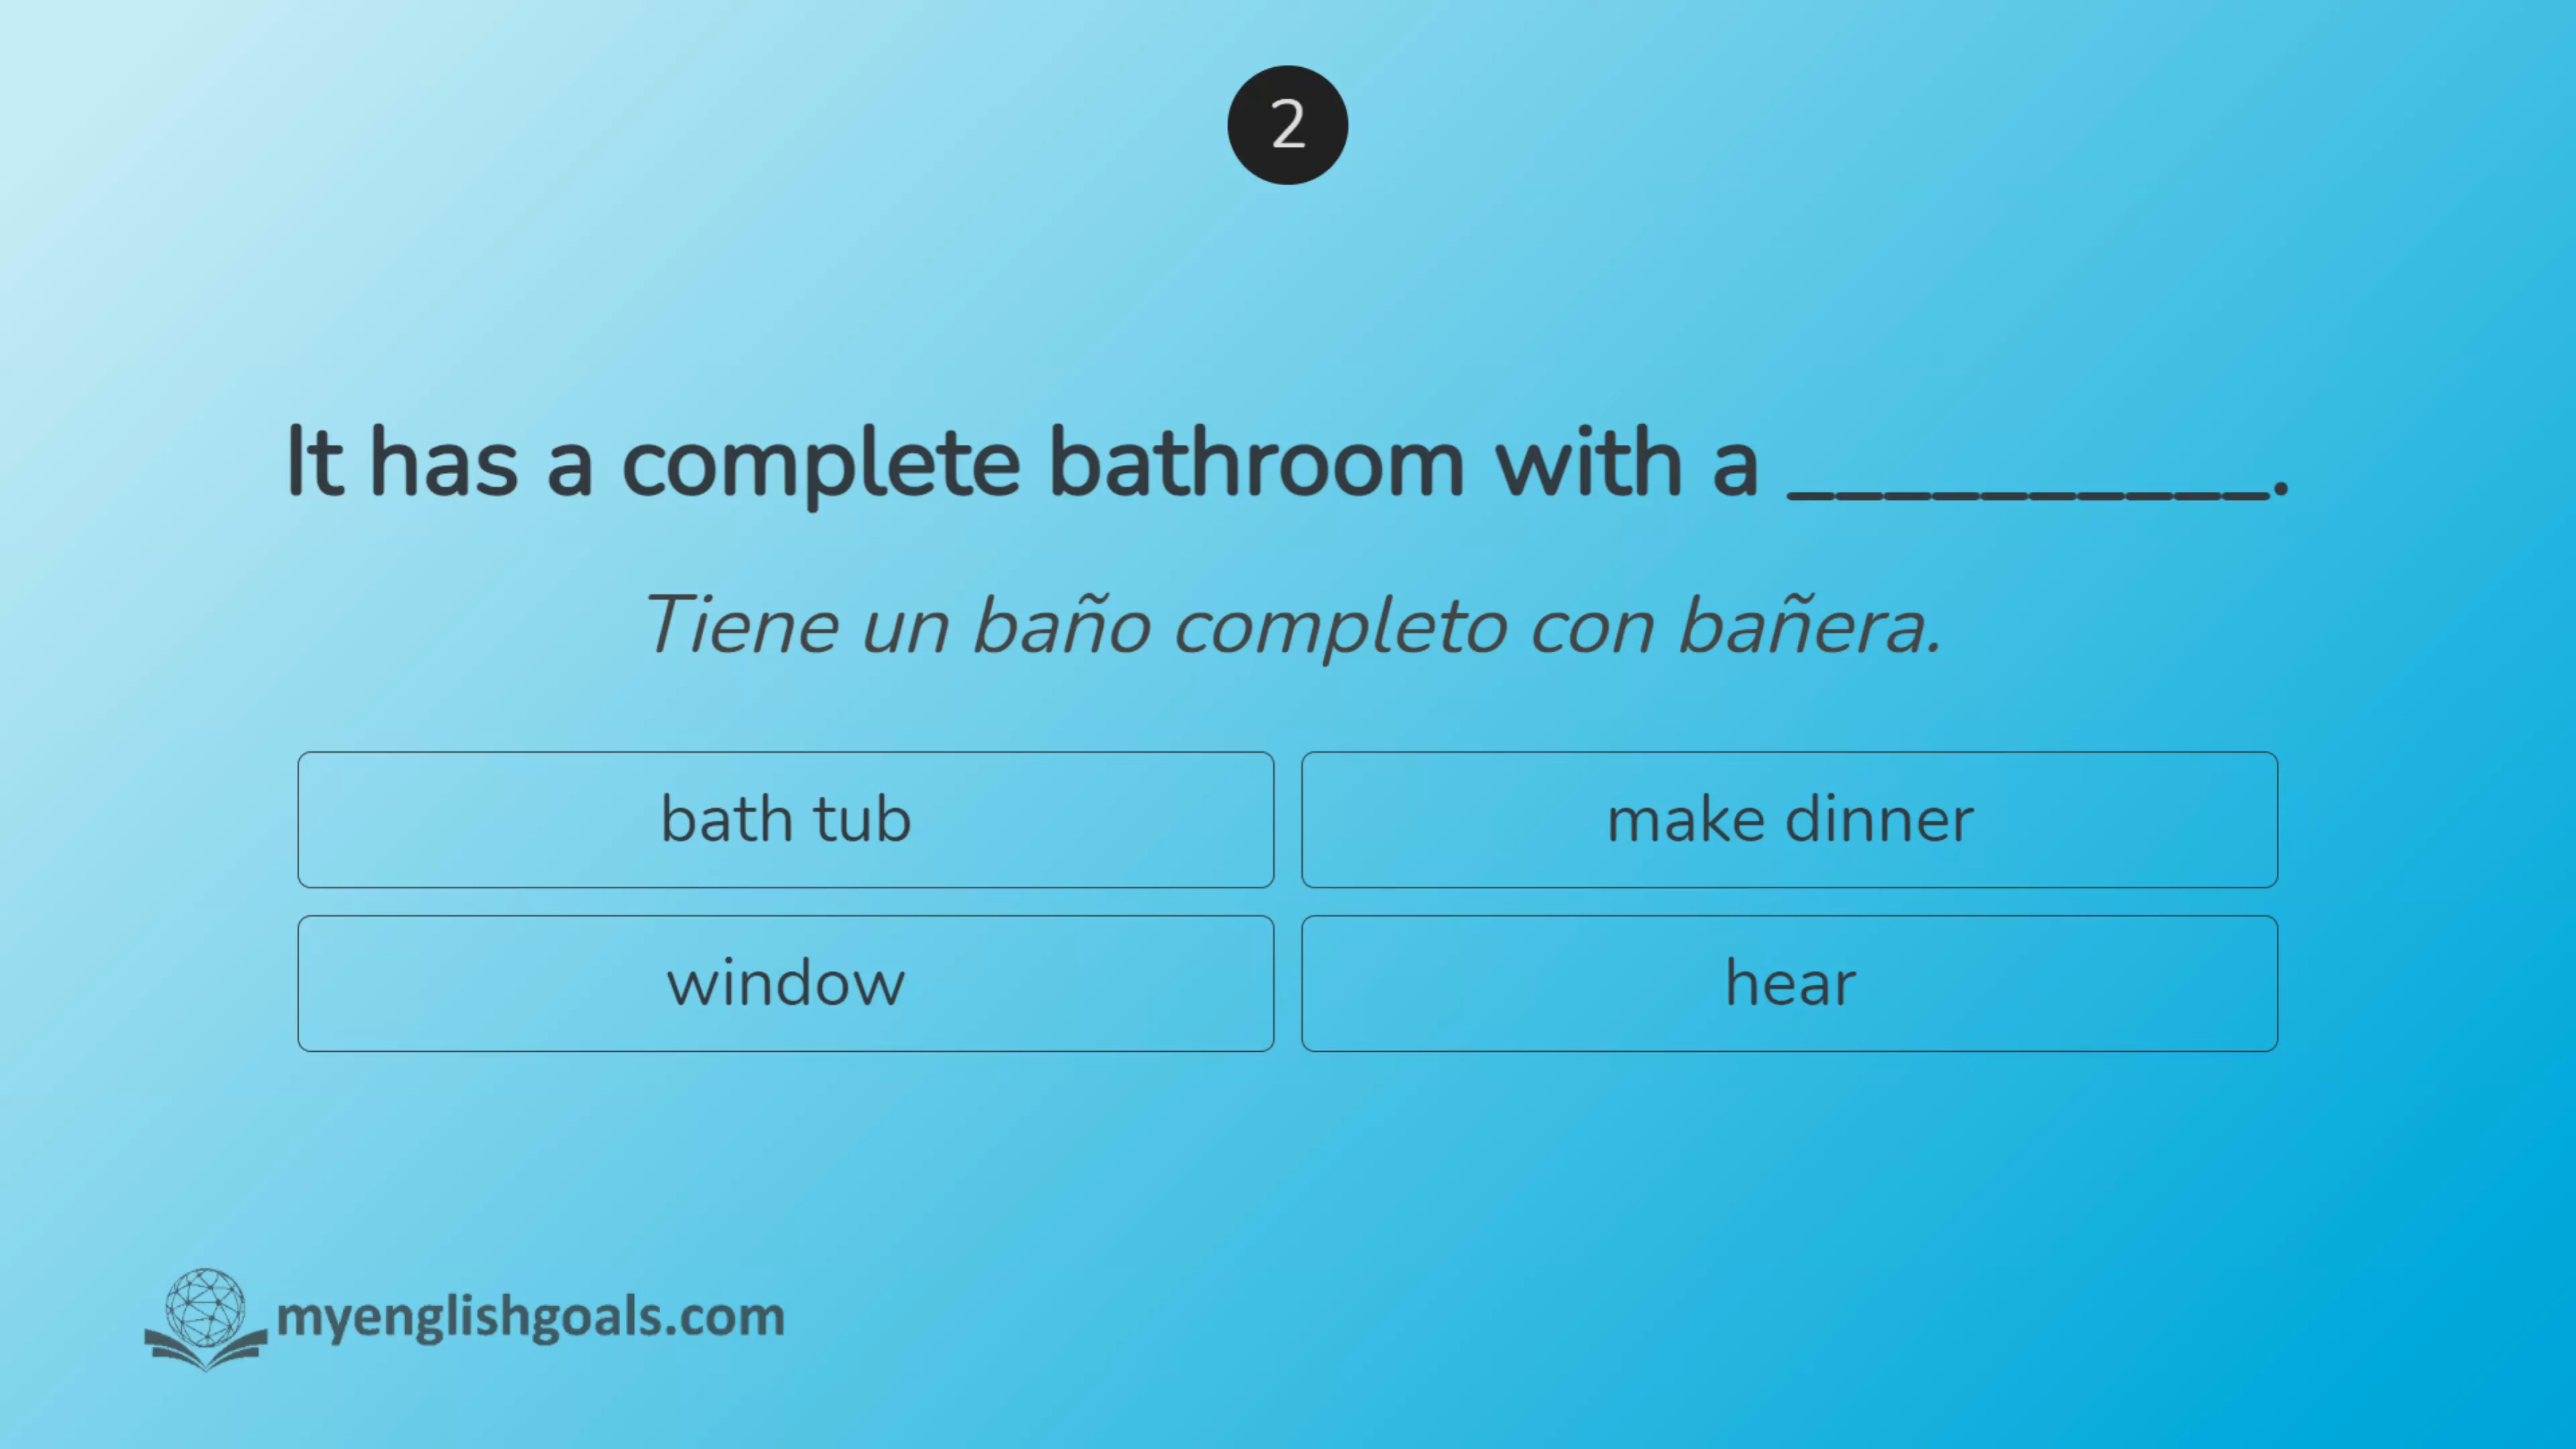 2
It has a complete bathroom with a __________.
Tiene un baño completo con bañera.
bath tub
make dinner
window
hear
myenglishgoals.com